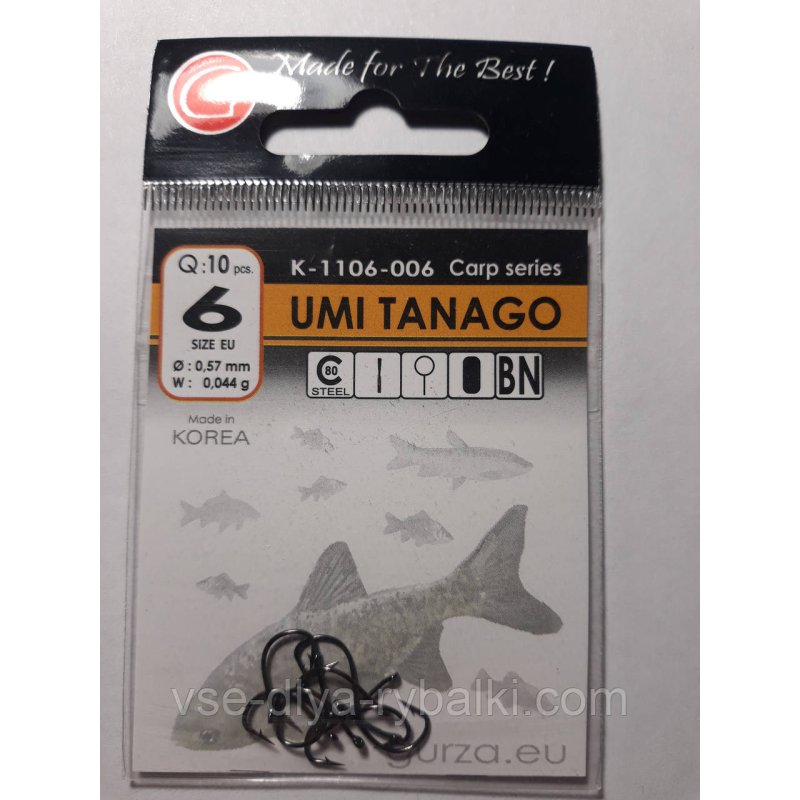 Made for The Best!
Q:10 pcs.
6
SIZE EU
Ø : 0,57 mm
W : 0,044 g
K-1106-006 Carp series
UMI TANAGO
C 80 STEEL
BN
Made in
KOREA
vse-dlya-rybalki.com
gurza.eu